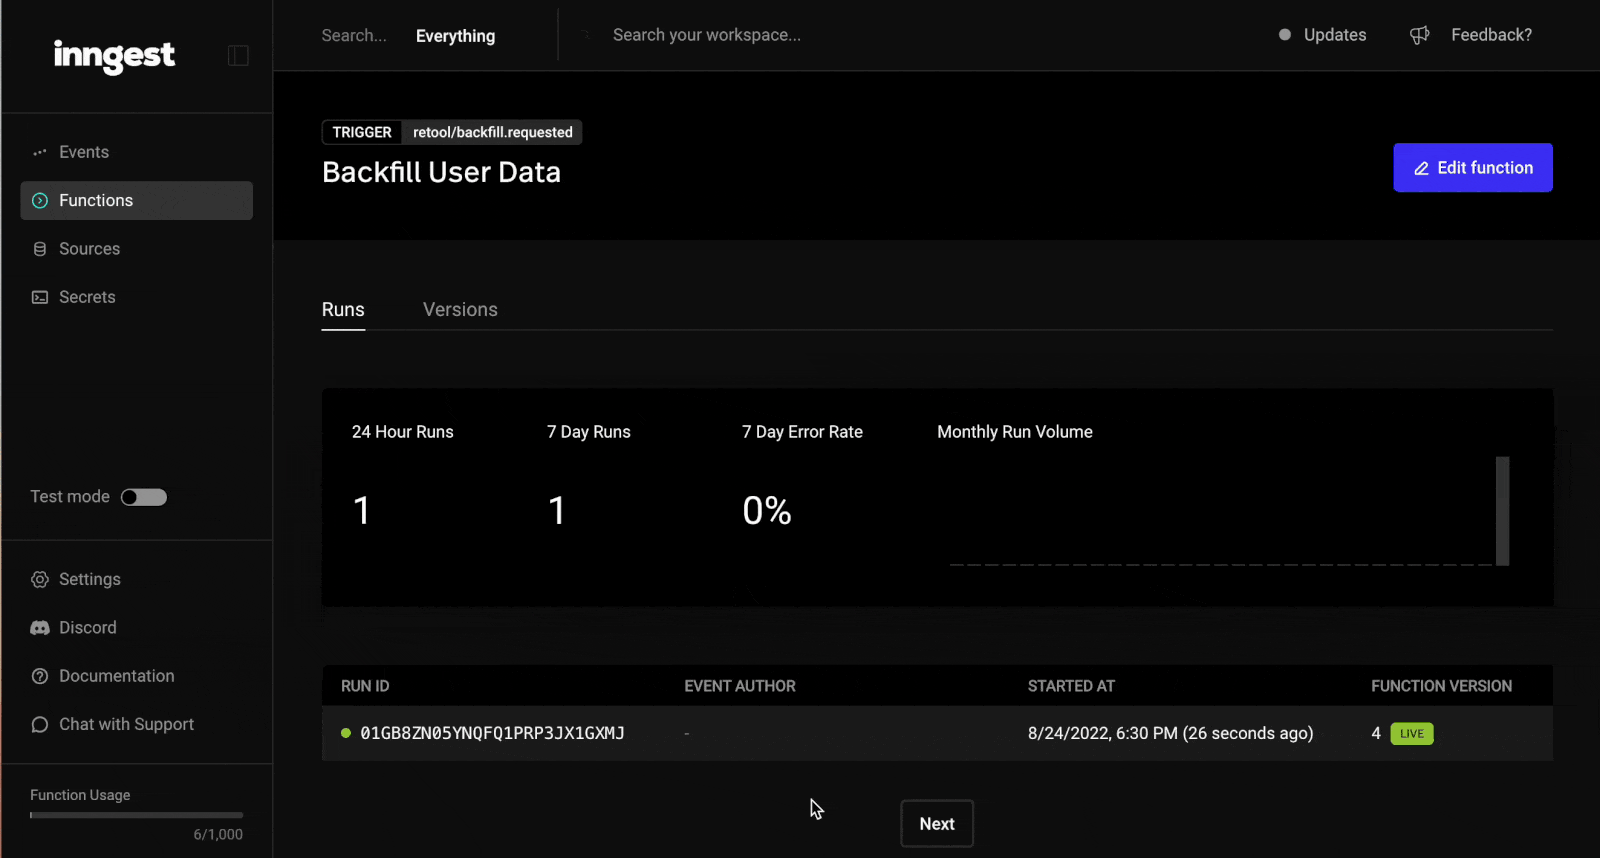 inngest
Search... Everything Search your workspace... Updates Feedback?
Events
Functions
Sources
Secrets
Test mode
Settings
Discord
Documentation
Chat with Support
Function Usage
6/1,000
TRIGGER retool/backfill.requested
Backfill User Data
Edit function
Runs Versions
24 Hour Runs 7 Day Runs 7 Day Error Rate Monthly Run Volume
1 1 0%
RUN ID EVENT AUTHOR STARTED AT FUNCTION VERSION
01GB8ZN05YNQFQ1PRP3JX1GXMJ - 8/24/2022, 6:30 PM (26 seconds ago) 4 LIVE
Next